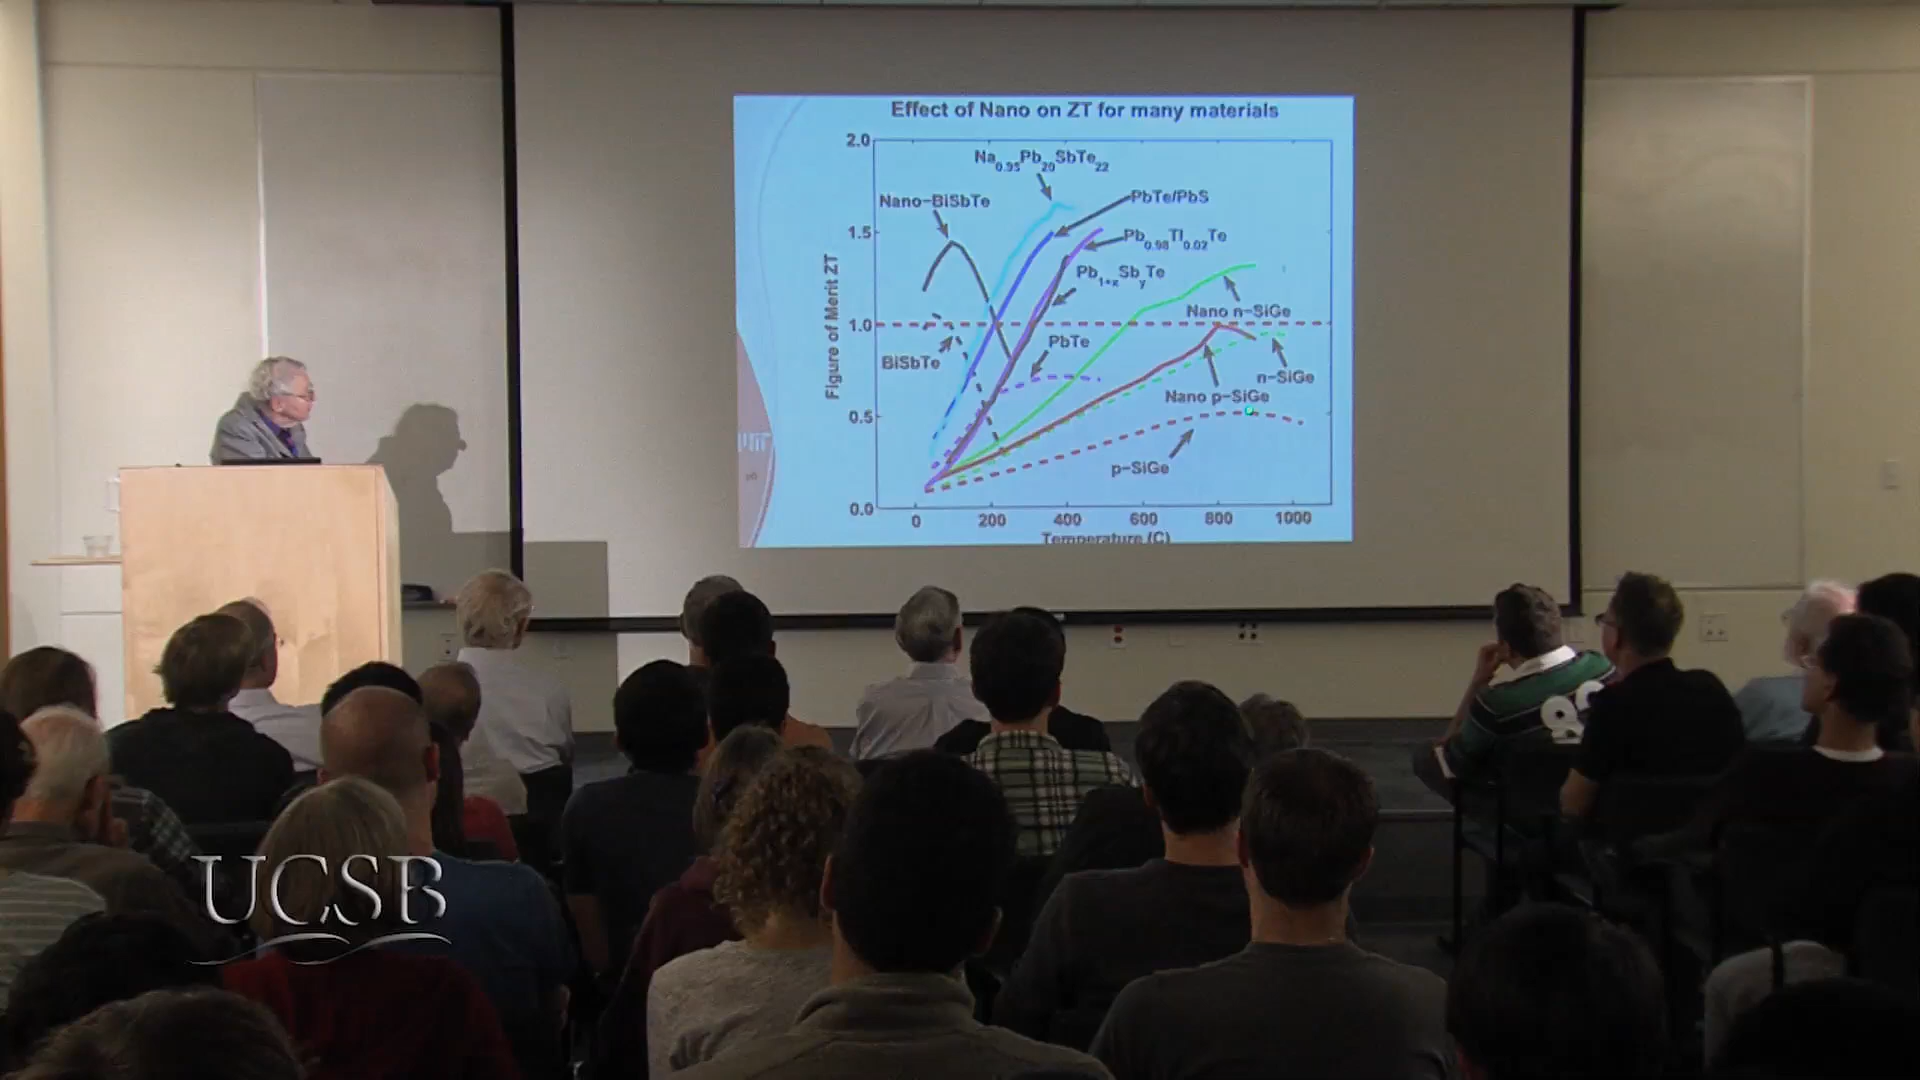 Effect of Nano on ZT for many materials
2.0
Na0.95Pb20SbTe22
Nano-BiSbTe
PbTe/PbS
1.5
Pb0.98Tl0.02Te
Pb1+xSbyTe
Figure of Merit ZT
Nano n-SiGe
1.0
PbTe
BiSbTe
n-SiGe
Nano p-SiGe
0.5
p-SiGe
0.0
0 200 400 600 800 1000
Temperature (C)
UCSB